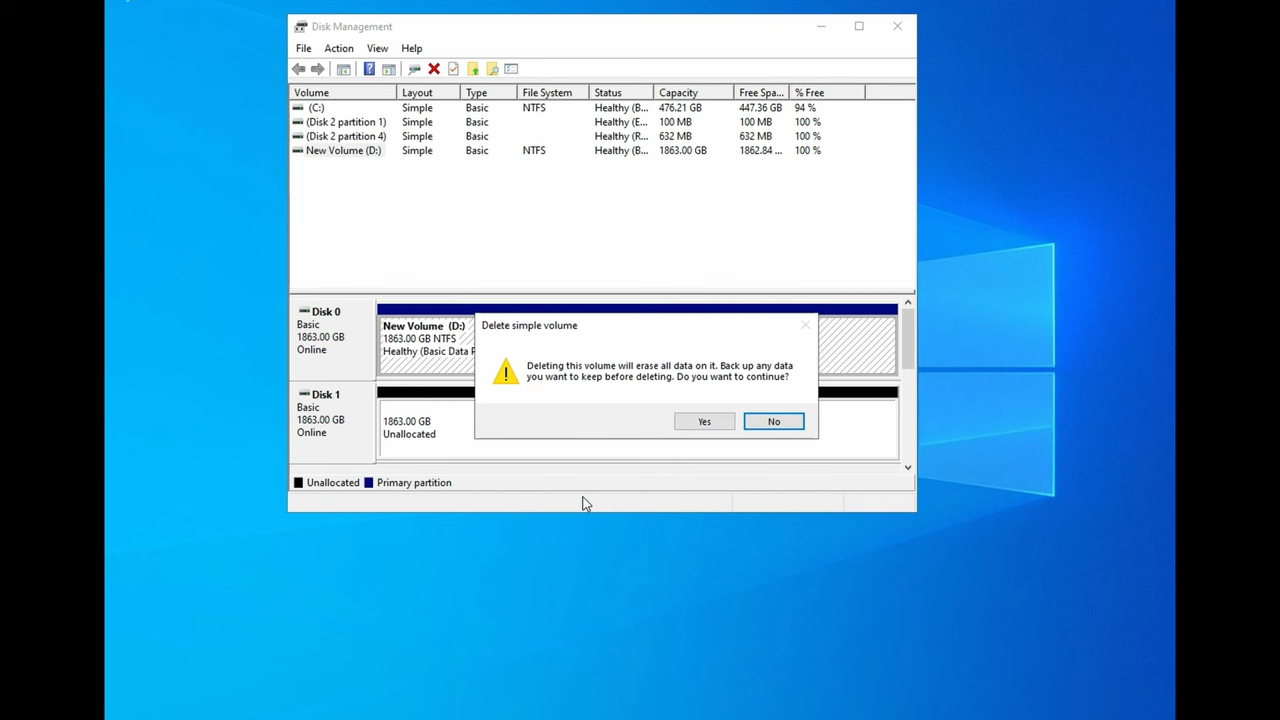 Disk Management
File Action View Help
Volume Layout Type File System Status Capacity Free Spa... % Free
(C:) Simple Basic NTFS Healthy (B... 476.21 GB 447.36 GB 94 %
(Disk 2 partition 1) Simple Basic Healthy (E... 100 MB 100 MB 100 %
(Disk 2 partition 4) Simple Basic Healthy (R... 632 MB 632 MB 100 %
New Volume (D:) Simple Basic NTFS Healthy (B... 1863.00 GB 1862.84 ... 100 %
Disk 0
Basic
1863.00 GB
Online
New Volume (D:)
1863.00 GB NTFS
Healthy (Basic Data P
Delete simple volume
Deleting this volume will erase all data on it. Back up any data
you want to keep before deleting. Do you want to continue?
Yes No
Disk 1
Basic
1863.00 GB
Online
1863.00 GB
Unallocated
Unallocated Primary partition